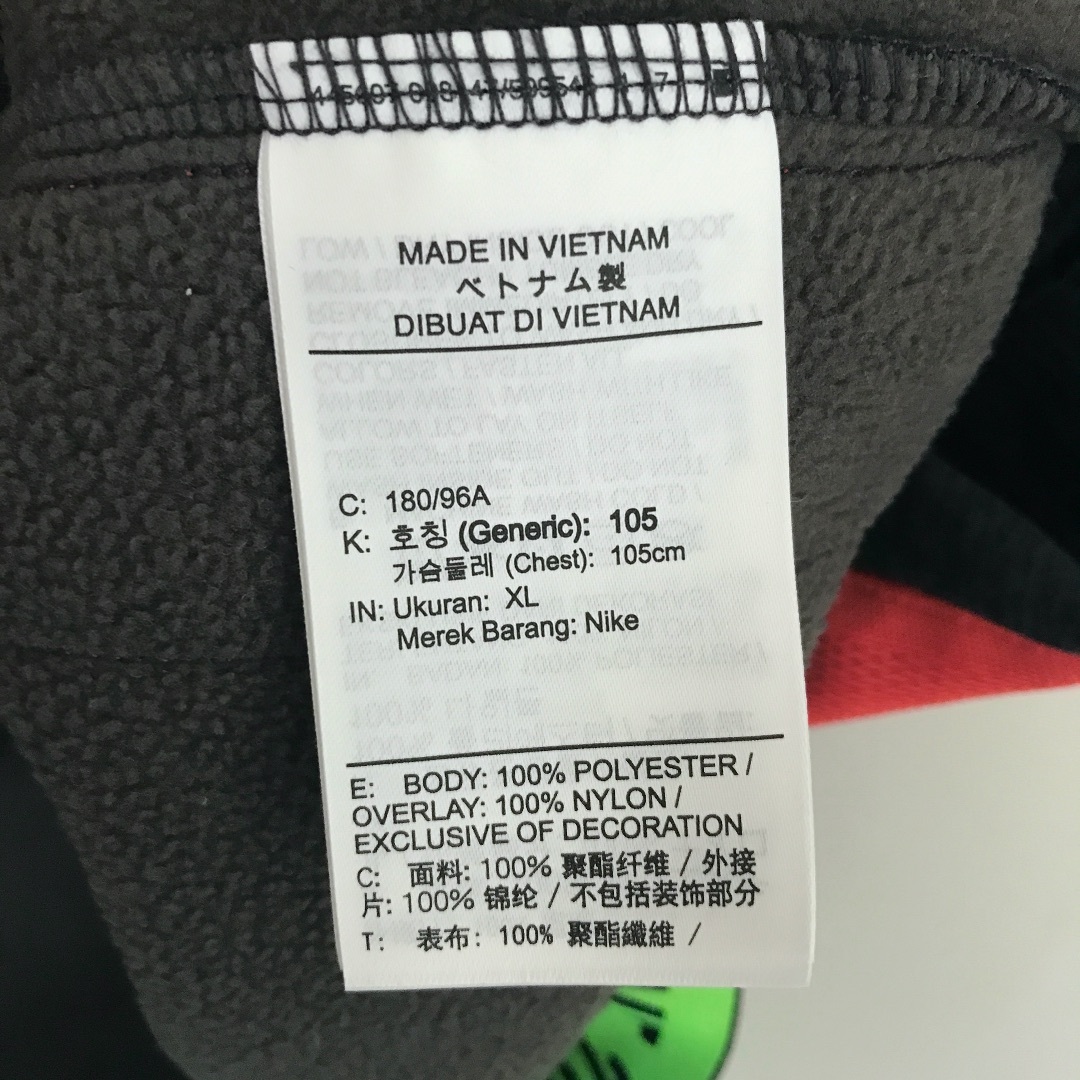 MADE IN VIETNAM
ベトナム製
DIBUAT DI VIETNAM
C: 180/96A
K: 호칭 (Generic): 105
가슴둘레 (Chest): 105cm
IN: Ukuran: XL
Merek Barang: Nike
E: BODY: 100% POLYESTER /
OVERLAY: 100% NYLON /
EXCLUSIVE OF DECORATION
C: 面料: 100% 聚酯纤维 / 外接
片: 100% 锦纶 / 不包括装饰部分
T: 表布: 100% 聚酯纖維 /